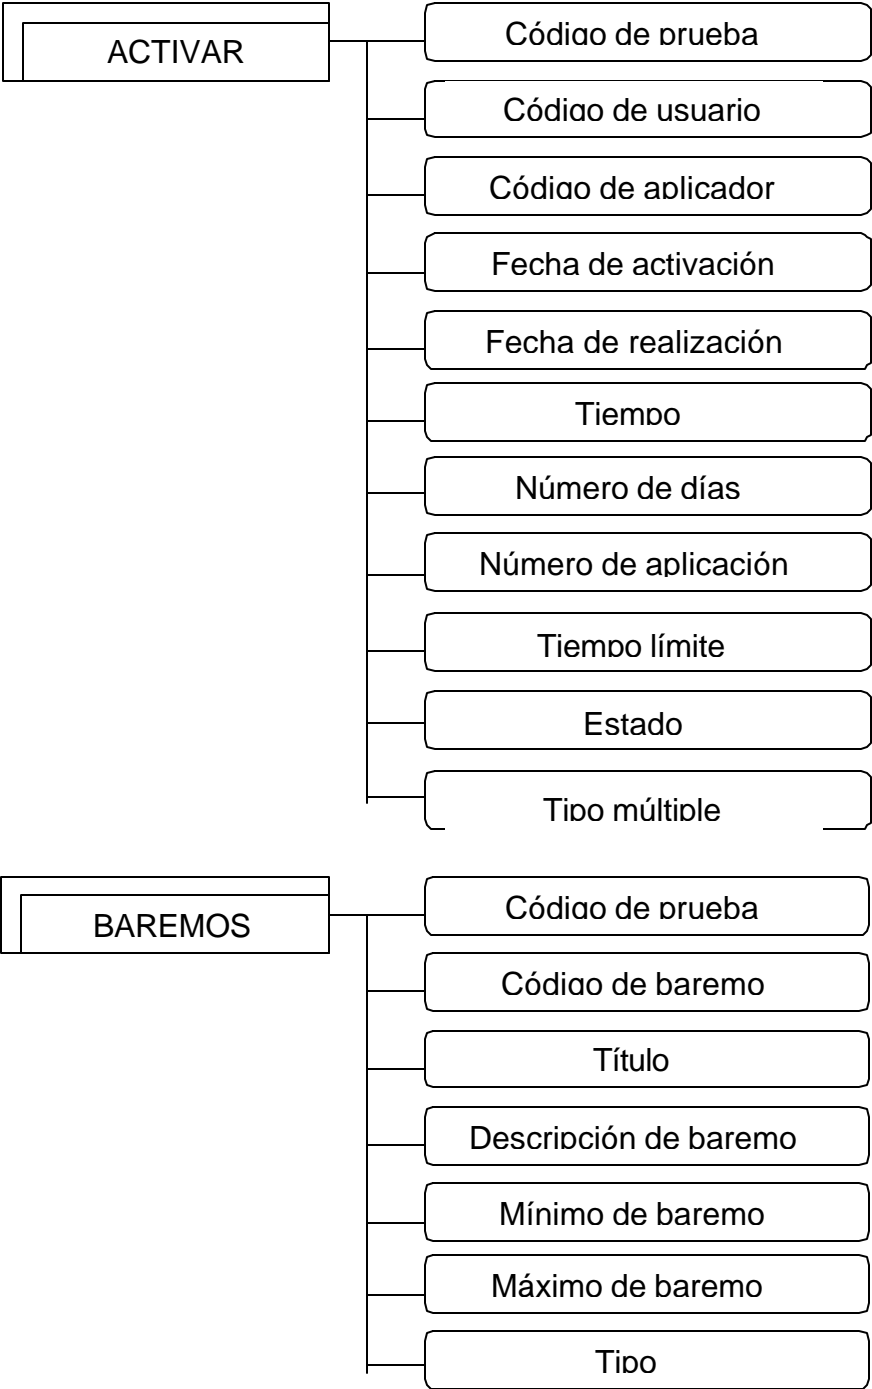 ACTIVAR
Código de prueba
Código de usuario
Código de aplicador
Fecha de activación
Fecha de realización
Tiempo
Número de días
Número de aplicación
Tiempo límite
Estado
Tipo múltiple
BAREMOS
Código de prueba
Código de baremo
Título
Descripción de baremo
Mínimo de baremo
Máximo de baremo
Tipo